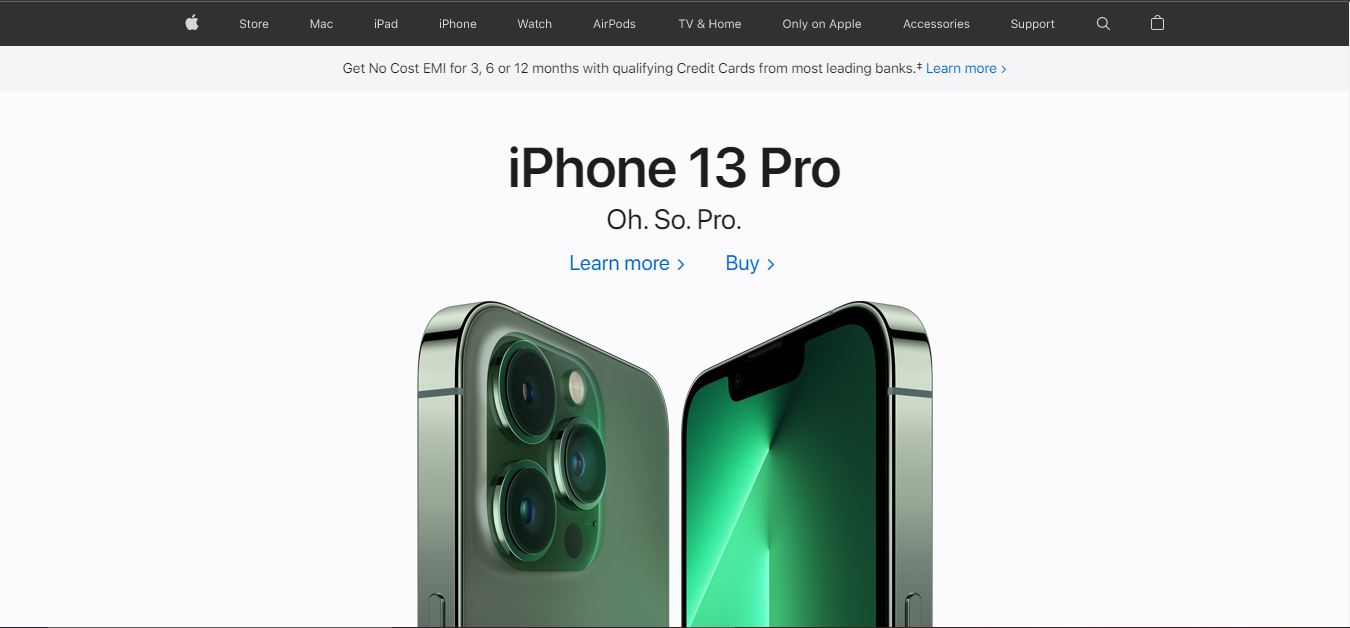 Store Mac iPad iPhone Watch AirPods TV & Home Only on Apple Accessories Support
Get No Cost EMI for 3, 6 or 12 months with qualifying Credit Cards from most leading banks.‡ Learn more >
iPhone 13 Pro
Oh. So. Pro.
Learn more > Buy >